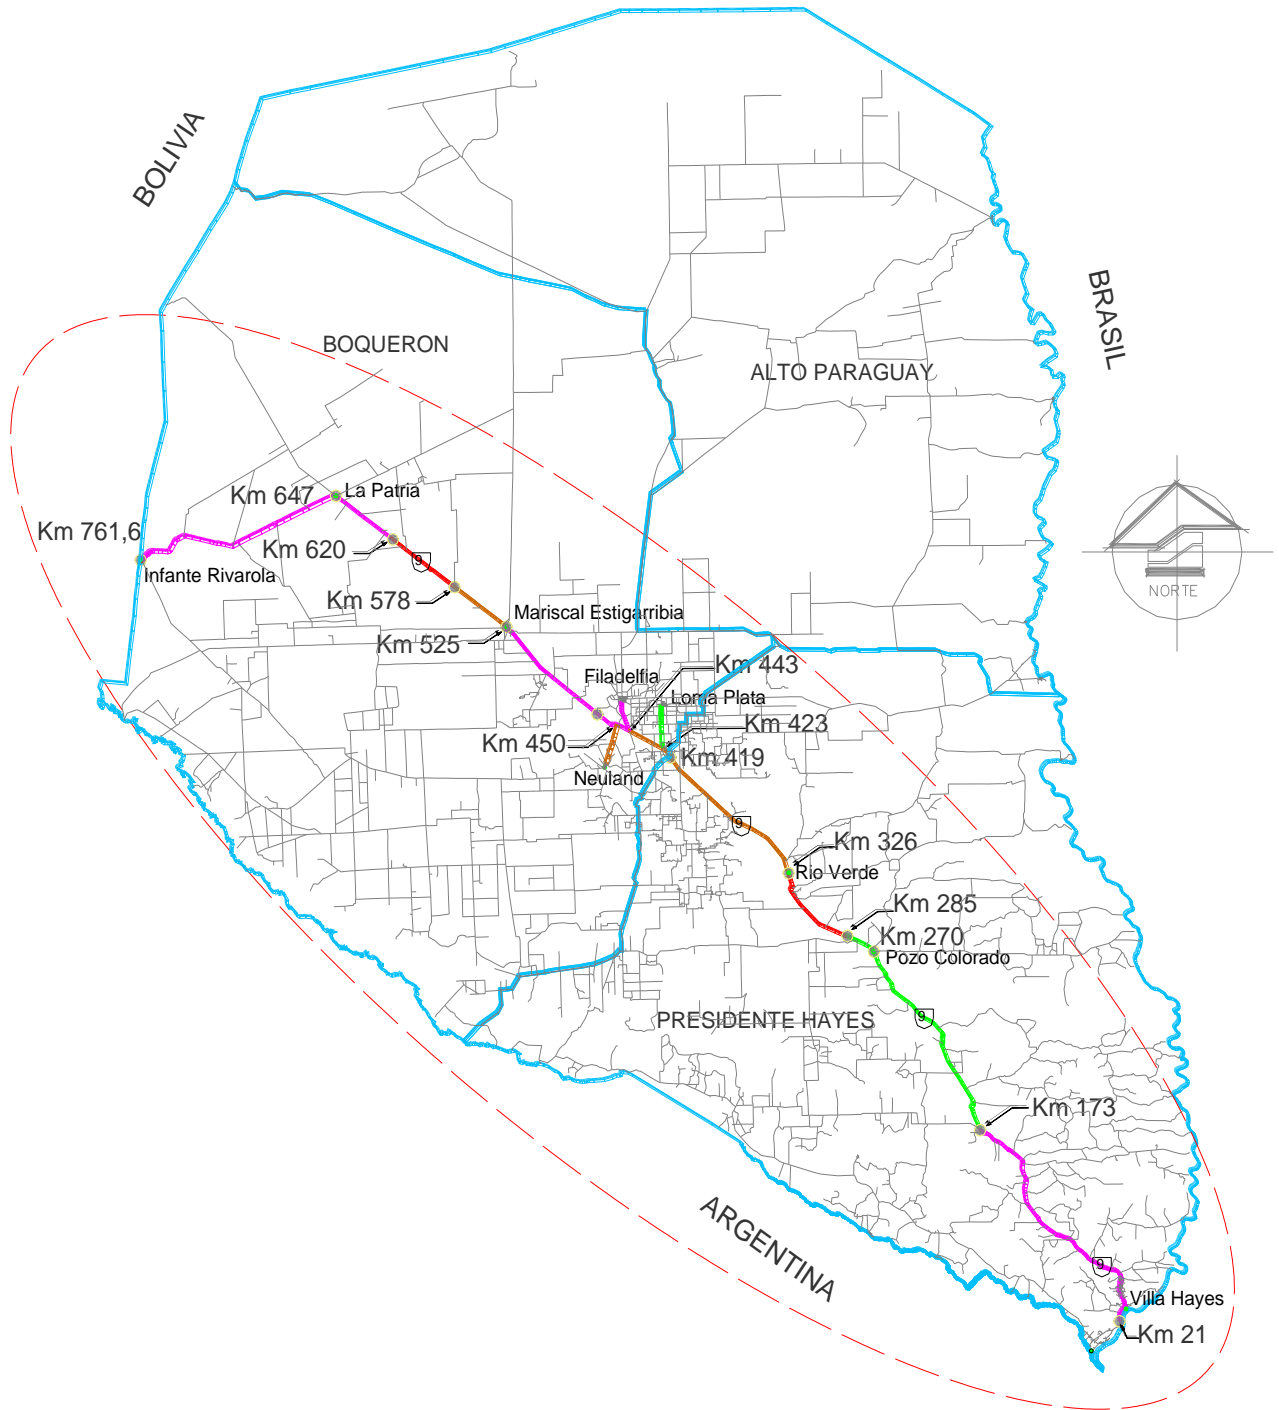 BOLIVIA
BRASIL
BOQUERON
ALTO PARAGUAY
Km 647
La Patria
Km 761,6
Km 620
9
Infante Rivarola
NORTE
Km 578
Mariscal Estigarribia
Km 525
Km 443
Filadelfia
Loma Plata
Km 423
Km 450
Km 419
Neuland
9
Km 326
Rio Verde
Km 285
Km 270
Pozo Colorado
9
PRESIDENTE HAYES
Km 173
ARGENTINA
9
Villa Hayes
Km 21